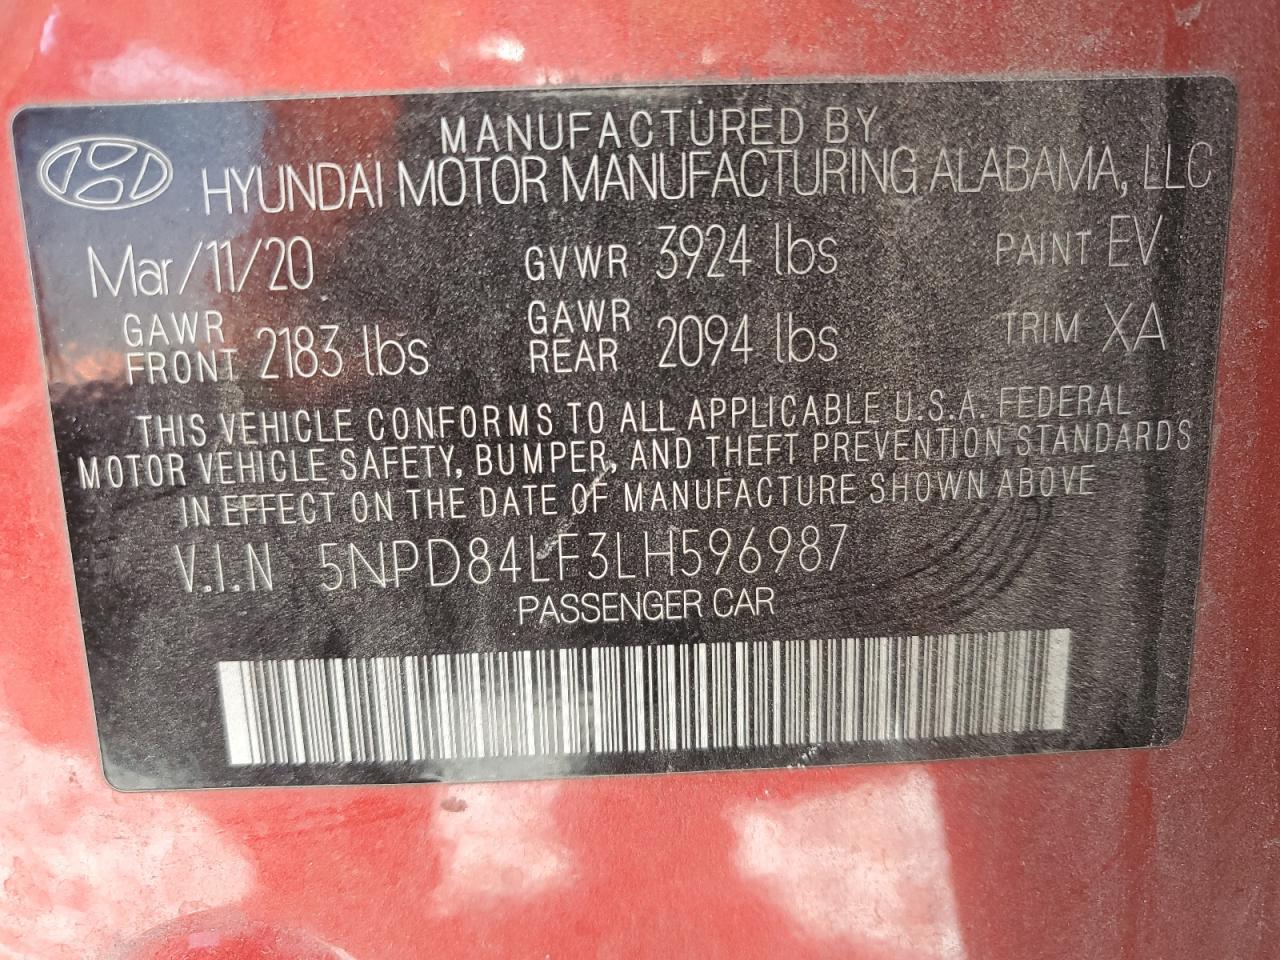 MANUFACTURED BY
HYUNDAI MOTOR MANUFACTURING ALABAMA, LLC
Mar/11/20 GVWR 3924 lbs PAINT EV
GAWR FRONT 2183 lbs GAWR REAR 2094 lbs TRIM XA
THIS VEHICLE CONFORMS TO ALL APPLICABLE U.S.A. FEDERAL
MOTOR VEHICLE SAFETY, BUMPER, AND THEFT PREVENTION STANDARDS
IN EFFECT ON THE DATE OF MANUFACTURE SHOWN ABOVE
V.I.N 5NPD84LF3LH596987
PASSENGER CAR